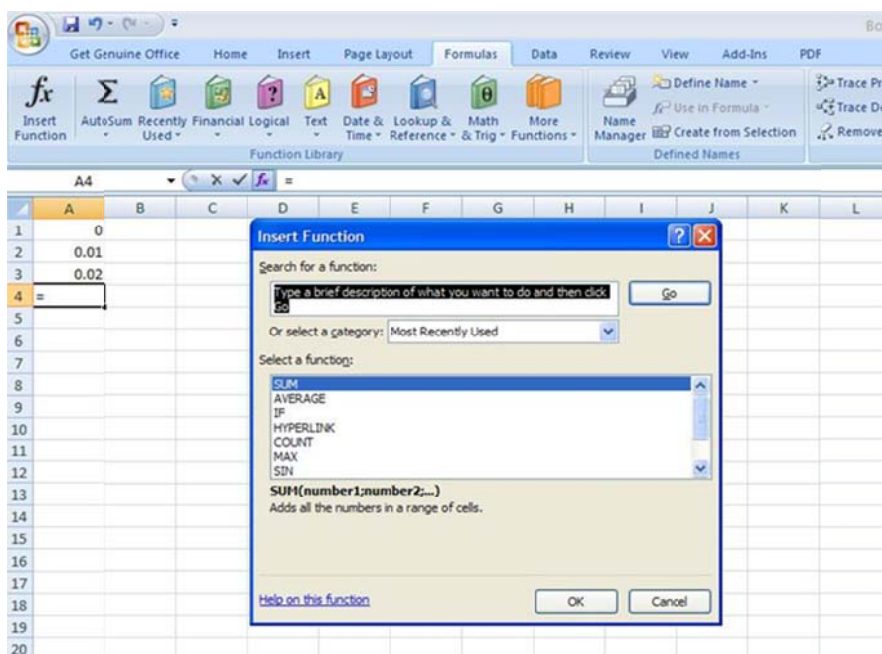 Bo
Get Genuine Office Home Insert Page Layout Formulas Data Review View Add-Ins PDF
fx Insert Function
Σ AutoSum
Recently Used
Financial
Logical
Text
Date & Time
Lookup & Reference
Math & Trig
More Functions
Function Library
Name Manager
Define Name
Use in Formula
Create from Selection
Defined Names
Trace Pr
Trace De
Remove
A4 fx =
A B C D E F G H I J K L
1 0
2 0.01
3 0.02
4 =
5
6
7
8
9
10
11
12
13
14
15
16
17
18
19
20
Insert Function
Search for a function:
Type a brief description of what you want to do and then click
Go
Go
Or select a category: Most Recently Used
Select a function:
SUM
AVERAGE
IF
HYPERLINK
COUNT
MAX
SIN
SUM(number1;number2;...)
Adds all the numbers in a range of cells.
Help on this function
OK Cancel